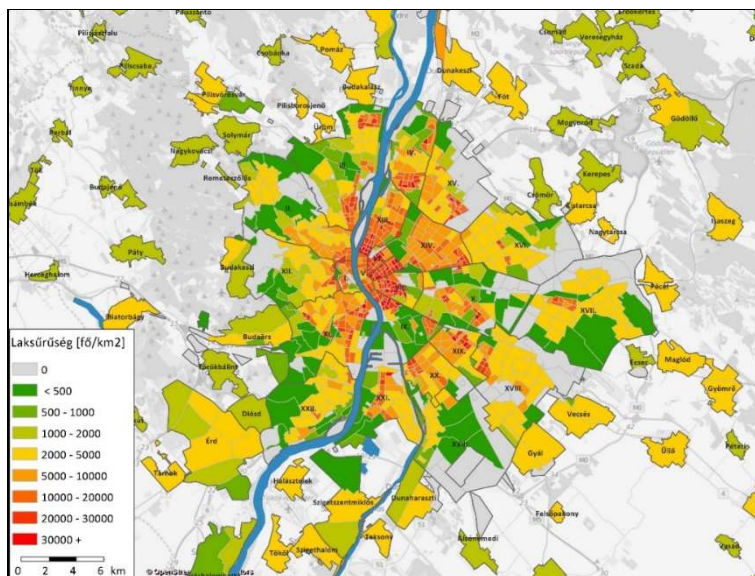 Piliscsaba
Csobánka
Pomáz
Dunakeszi
Csomád
Veresegyház
Szada
Tinnye
Pilisvörösvár
Pilisborosjenő
Budakalász
Fót
Gödöllő
Perbál
Solymár
Üröm
Mogyoród
Nagykovácsi
Tök
Remeteszőlős
III.
IV.
XV.
Kerepes
Csömör
Budajenő
II.
Kistarcsa
XIII.
Isaszeg
Nagytarcsa
XIV.
XVI.
Páty
Budakeszi
XII.
Herceghalom
Pécel
X.
XVII.
Biatorbágy
Budaörs
XI.
IX.
Laksűrűség [fő/km2]
0
< 500
500 - 1000
1000 - 2000
2000 - 5000
5000 - 10000
10000 - 20000
20000 - 30000
30000 +
0 2 4 6
km
Törökbálint
XIX.
Ecser
Maglód
XX.
Gyömrő
XVIII.
Diósd
XXI.
XXII.
Vecsés
Érd
XXIII.
Gyál
Üllő
Tárnok
Halásztelek
Szigetszentmiklós
Dunaharaszti
Felsőpakony
Taksony
Alsónémedi
Vasad
Tököl
Szigethalom